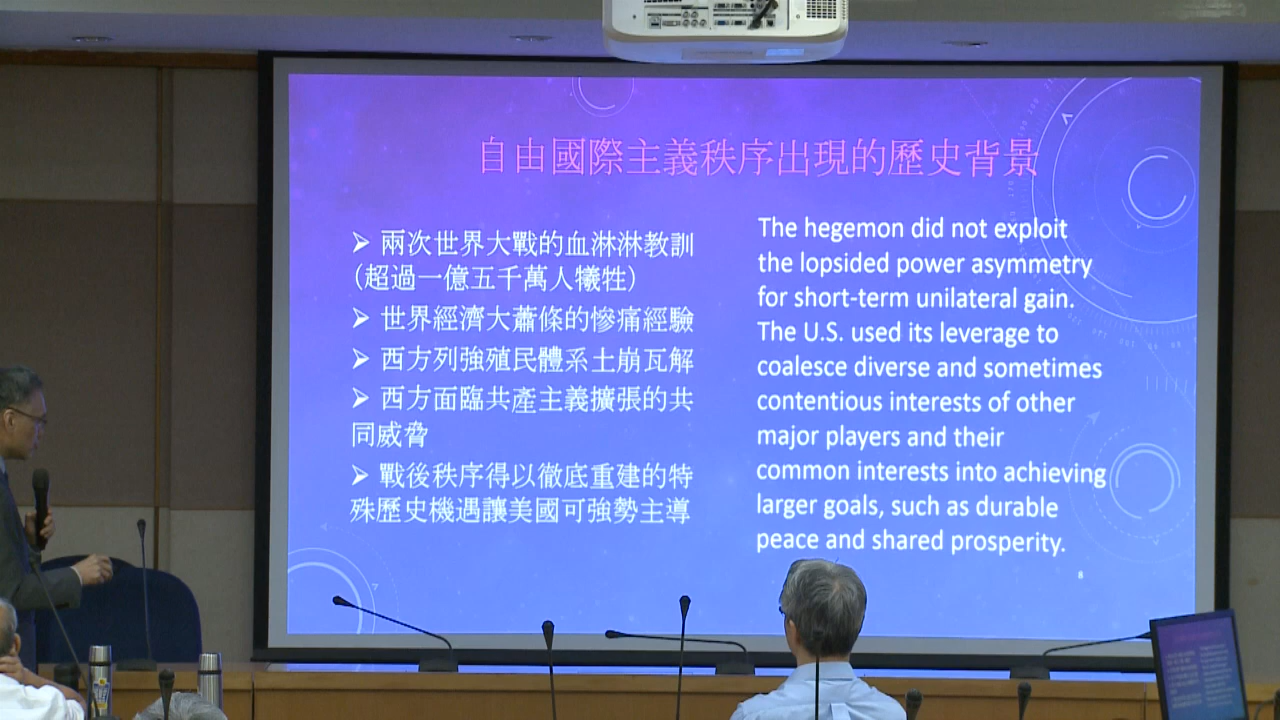 自由國際主義秩序出現的歷史背景
➤ 兩次世界大戰的血淋淋教訓
(超過一億五千萬人犧牲)
➤ 世界經濟大蕭條的慘痛經驗
➤ 西方列強殖民體系土崩瓦解
➤ 西方面臨共產主義擴張的共
同威脅
➤ 戰後秩序得以徹底重建的特
殊歷史機遇讓美國可強勢主導
The hegemon did not exploit
the lopsided power asymmetry
for short-term unilateral gain.
The U.S. used its leverage to
coalesce diverse and sometimes
contentious interests of other
major players and their
common interests into achieving
larger goals, such as durable
peace and shared prosperity.
8